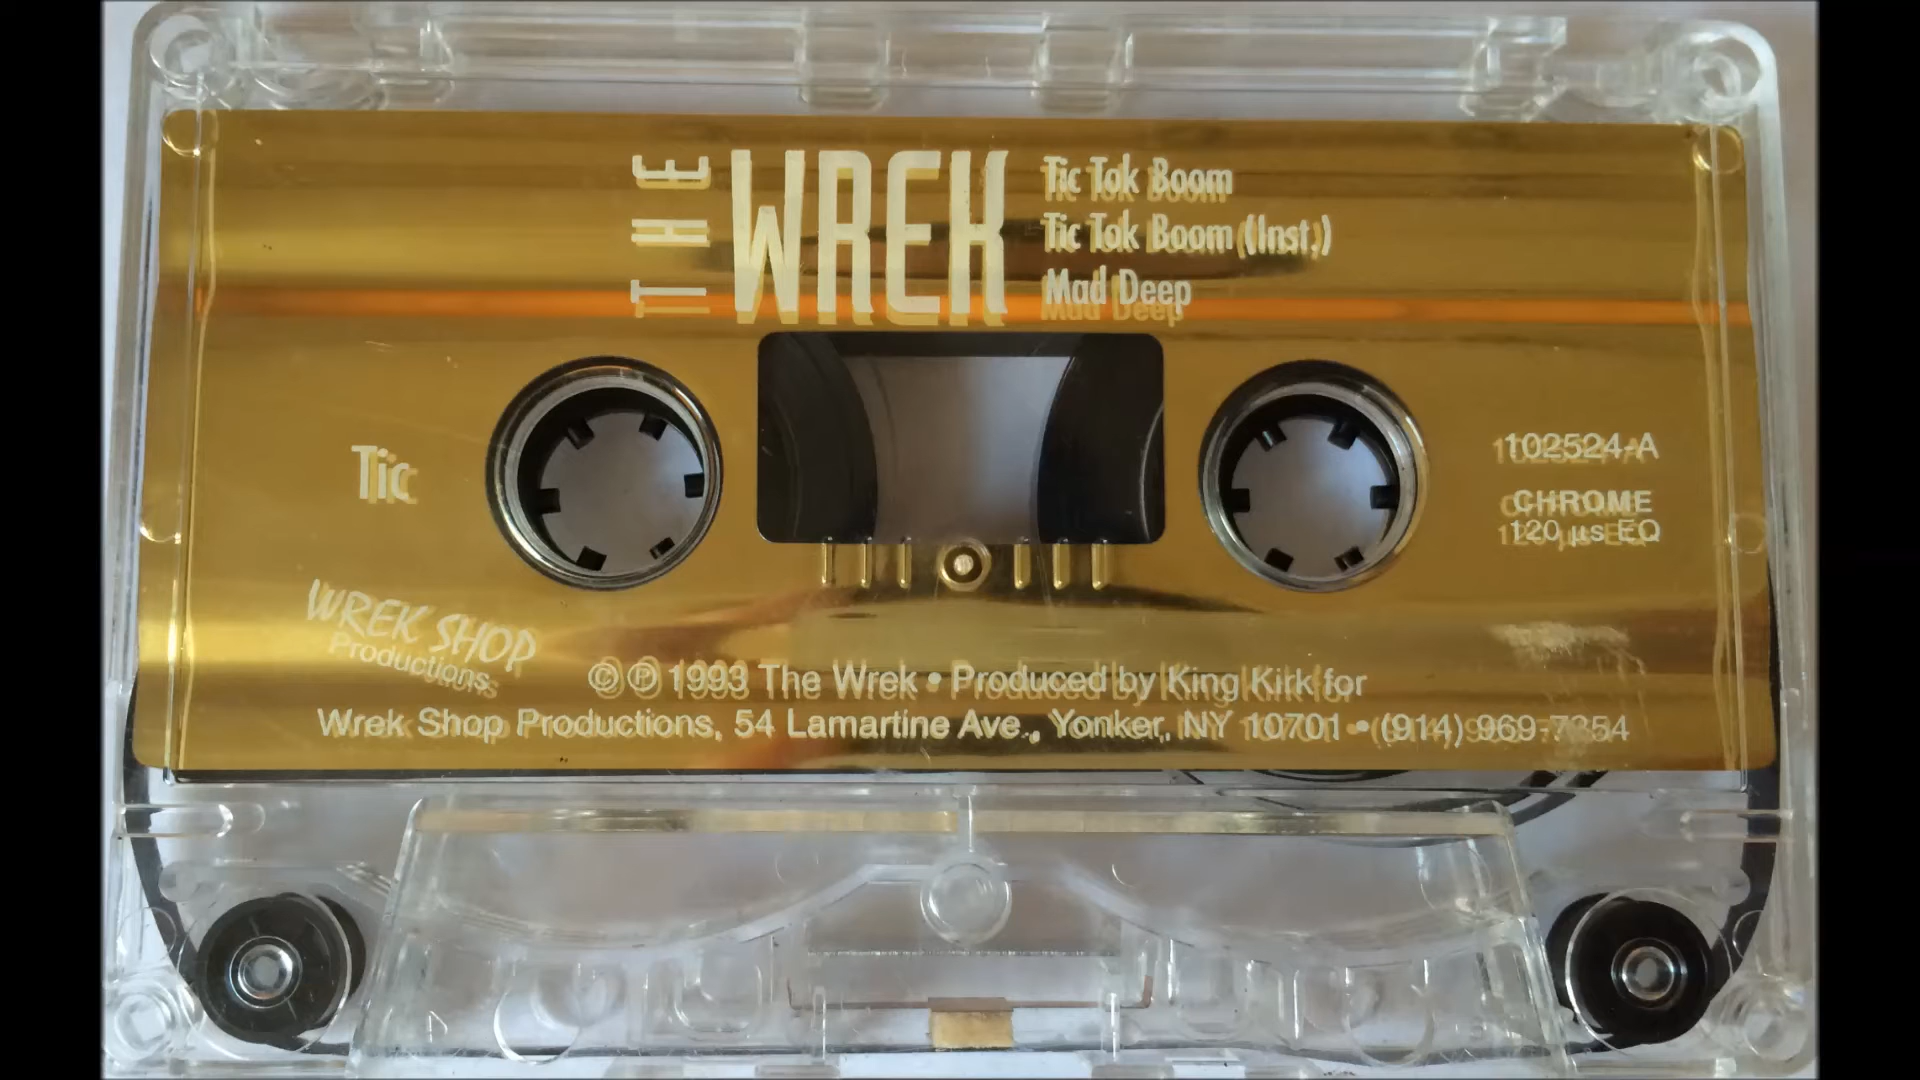 THE WREK
Tic Tok Boom
Tic Tok Boom (Inst.)
Mad Deep
Tic
102524-A
CHROME
120 µs EQ
WREK SHOP
Productions
© ℗ 1993 The Wrek • Produced by King Kirk for
Wrek Shop Productions, 54 Lamartine Ave., Yonker, NY 10701 • (914) 969-7354